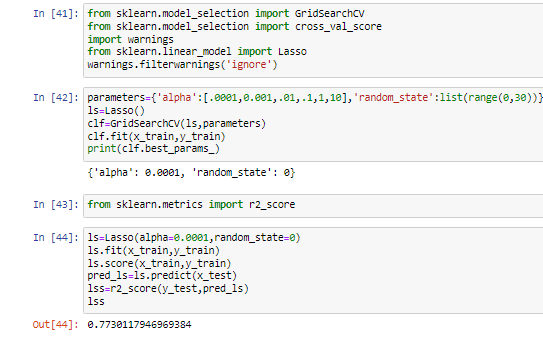 In [41]: from sklearn.model_selection import GridSearchCV
from sklearn.model_selection import cross_val_score
import warnings
from sklearn.linear_model import Lasso
warnings.filterwarnings('ignore')
In [42]: parameters={'alpha':[.0001,0.001,.01,.1,1,10],'random_state':list(range(0,30))}
ls=Lasso()
clf=GridSearchCV(ls,parameters)
clf.fit(x_train,y_train)
print(clf.best_params_)
{'alpha': 0.0001, 'random_state': 0}
In [43]: from sklearn.metrics import r2_score
In [44]: ls=Lasso(alpha=0.0001,random_state=0)
ls.fit(x_train,y_train)
ls.score(x_train,y_train)
pred_ls=ls.predict(x_test)
lss=r2_score(y_test,pred_ls)
lss
Out[44]: 0.7730117946969384